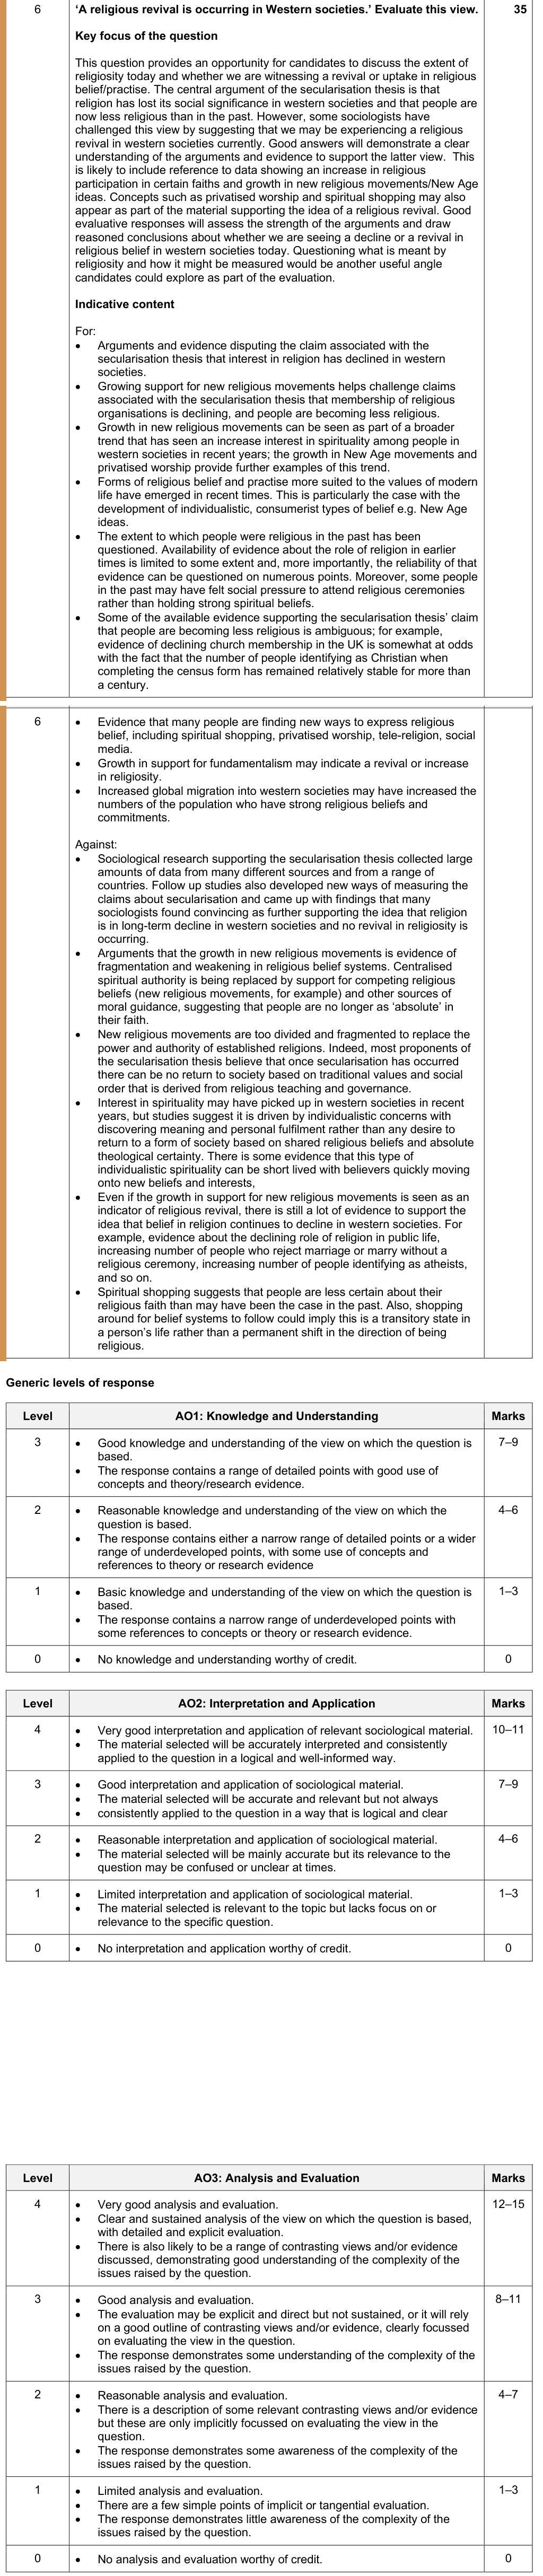 6 ‘A religious revival is occurring in Western societies.’ Evaluate this view. 35
Key focus of the question
This question provides an opportunity for candidates to discuss the extent of
religiosity today and whether we are witnessing a revival or uptake in religious
belief/practise. The central argument of the secularisation thesis is that
religion has lost its social significance in western societies and that people are
now less religious than in the past. However, some sociologists have
challenged this view by suggesting that we may be experiencing a religious
revival in western societies currently. Good answers will demonstrate a clear
understanding of the arguments and evidence to support the latter view. This
is likely to include reference to data showing an increase in religious
participation in certain faiths and growth in new religious movements/New Age
ideas. Concepts such as privatised worship and spiritual shopping may also
appear as part of the material supporting the idea of a religious revival. Good
evaluative responses will assess the strength of the arguments and draw
reasoned conclusions about whether we are seeing a decline or a revival in
religious belief in western societies today. Questioning what is meant by
religiosity and how it might be measured would be another useful angle
candidates could explore as part of the evaluation.
Indicative content
For:
• Arguments and evidence disputing the claim associated with the
secularisation thesis that interest in religion has declined in western
societies.
• Growing support for new religious movements helps challenge claims
associated with the secularisation thesis that membership of religious
organisations is declining, and people are becoming less religious.
• Growth in new religious movements can be seen as part of a broader
trend that has seen an increase interest in spirituality among people in
western societies in recent years; the growth in New Age movements and
privatised worship provide further examples of this trend.
• Forms of religious belief and practise more suited to the values of modern
life have emerged in recent times. This is particularly the case with the
development of individualistic, consumerist types of belief e.g. New Age
ideas.
• The extent to which people were religious in the past has been
questioned. Availability of evidence about the role of religion in earlier
times is limited to some extent and, more importantly, the reliability of that
evidence can be questioned on numerous points. Moreover, some people
in the past may have felt social pressure to attend religious ceremonies
rather than holding strong spiritual beliefs.
• Some of the available evidence supporting the secularisation thesis’ claim
that people are becoming less religious is ambiguous; for example,
evidence of declining church membership in the UK is somewhat at odds
with the fact that the number of people identifying as Christian when
completing the census form has remained relatively stable for more than
a century.
6 • Evidence that many people are finding new ways to express religious
belief, including spiritual shopping, privatised worship, tele-religion, social
media.
• Growth in support for fundamentalism may indicate a revival or increase
in religiosity.
• Increased global migration into western societies may have increased the
numbers of the population who have strong religious beliefs and
commitments.
Against:
• Sociological research supporting the secularisation thesis collected large
amounts of data from many different sources and from a range of
countries. Follow up studies also developed new ways of measuring the
claims about secularisation and came up with findings that many
sociologists found convincing as further supporting the idea that religion
is in long-term decline in western societies and no revival in religiosity is
occurring.
• Arguments that the growth in new religious movements is evidence of
fragmentation and weakening in religious belief systems. Centralised
spiritual authority is being replaced by support for competing religious
beliefs (new religious movements, for example) and other sources of
moral guidance, suggesting that people are no longer as ‘absolute’ in
their faith.
• New religious movements are too divided and fragmented to replace the
power and authority of established religions. Indeed, most proponents of
the secularisation thesis believe that once secularisation has occurred
there can be no return to society based on traditional values and social
order that is derived from religious teaching and governance.
• Interest in spirituality may have picked up in western societies in recent
years, but studies suggest it is driven by individualistic concerns with
discovering meaning and personal fulfilment rather than any desire to
return to a form of society based on shared religious beliefs and absolute
theological certainty. There is some evidence that this type of
individualistic spirituality can be short lived with believers quickly moving
onto new beliefs and interests,
• Even if the growth in support for new religious movements is seen as an
indicator of religious revival, there is still a lot of evidence to support the
idea that belief in religion continues to decline in western societies. For
example, evidence about the declining role of religion in public life,
increasing number of people who reject marriage or marry without a
religious ceremony, increasing number of people identifying as atheists,
and so on.
• Spiritual shopping suggests that people are less certain about their
religious faith than may have been the case in the past. Also, shopping
around for belief systems to follow could imply this is a transitory state in
a person’s life rather than a permanent shift in the direction of being
religious.
Generic levels of response
Level AO1: Knowledge and Understanding Marks
3 • Good knowledge and understanding of the view on which the question is 7–9
based.
• The response contains a range of detailed points with good use of
concepts and theory/research evidence.
2 • Reasonable knowledge and understanding of the view on which the 4–6
question is based.
• The response contains either a narrow range of detailed points or a wider
range of underdeveloped points, with some use of concepts and
references to theory or research evidence
1 • Basic knowledge and understanding of the view on which the question is 1–3
based.
• The response contains a narrow range of underdeveloped points with
some references to concepts or theory or research evidence.
0 • No knowledge and understanding worthy of credit. 0
Level AO2: Interpretation and Application Marks
4 • Very good interpretation and application of relevant sociological material. 10–11
• The material selected will be accurately interpreted and consistently
applied to the question in a logical and well-informed way.
3 • Good interpretation and application of sociological material. 7–9
• The material selected will be accurate and relevant but not always
• consistently applied to the question in a way that is logical and clear
2 • Reasonable interpretation and application of sociological material. 4–6
• The material selected will be mainly accurate but its relevance to the
question may be confused or unclear at times.
1 • Limited interpretation and application of sociological material. 1–3
• The material selected is relevant to the topic but lacks focus on or
relevance to the specific question.
0 • No interpretation and application worthy of credit. 0
Level AO3: Analysis and Evaluation Marks
4 • Very good analysis and evaluation. 12–15
• Clear and sustained analysis of the view on which the question is based,
with detailed and explicit evaluation.
• There is also likely to be a range of contrasting views and/or evidence
discussed, demonstrating good understanding of the complexity of the
issues raised by the question.
3 • Good analysis and evaluation. 8–11
• The evaluation may be explicit and direct but not sustained, or it will rely
on a good outline of contrasting views and/or evidence, clearly focussed
on evaluating the view in the question.
• The response demonstrates some understanding of the complexity of the
issues raised by the question.
2 • Reasonable analysis and evaluation. 4–7
• There is a description of some relevant contrasting views and/or evidence
but these are only implicitly focussed on evaluating the view in the
question.
• The response demonstrates some awareness of the complexity of the
issues raised by the question.
1 • Limited analysis and evaluation. 1–3
• There are a few simple points of implicit or tangential evaluation.
• The response demonstrates little awareness of the complexity of the
issues raised by the question.
0 • No analysis and evaluation worthy of credit. 0